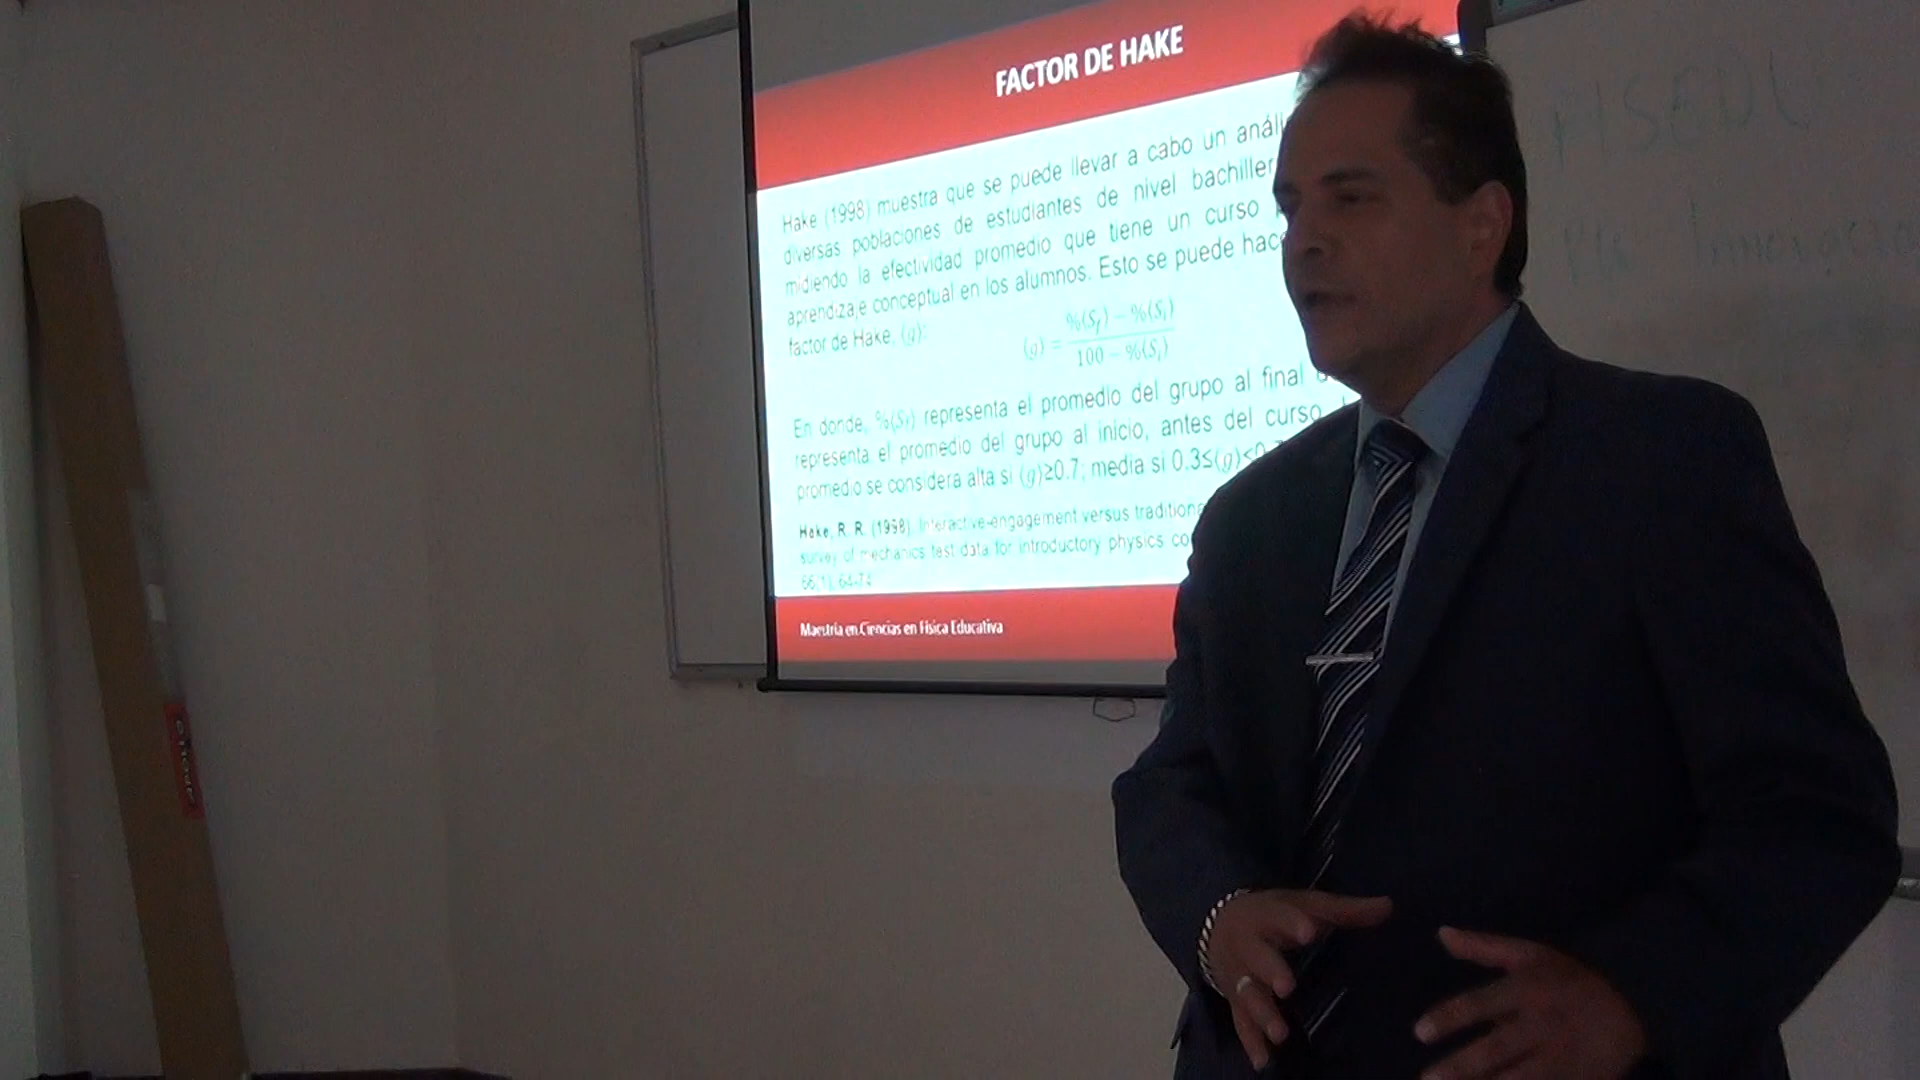 FACTOR DE HAKE
Hake (1998) muestra que se puede llevar a cabo un análi
diversas poblaciones de estudiantes de nivel bachiller
midiendo la efectividad promedio que tiene un curso
aprendizaje conceptual en los alumnos. Esto se puede hace
factor de Hake, (g):
(g) = %(Sf) − %(Si) / 100 − %(Si)
En donde, %(Sf) representa el promedio del grupo al final
representa el promedio del grupo al inicio, antes del curso.
promedio se considera alta si (g)≥0.7; media si 0.3≤(g)<0.7
Hake, R. R. (1998). Interactive-engagement versus traditiona
survey of mechanics test data for introductory physics co
66(1), 64-74
Maestría en Ciencias en Física Educativa